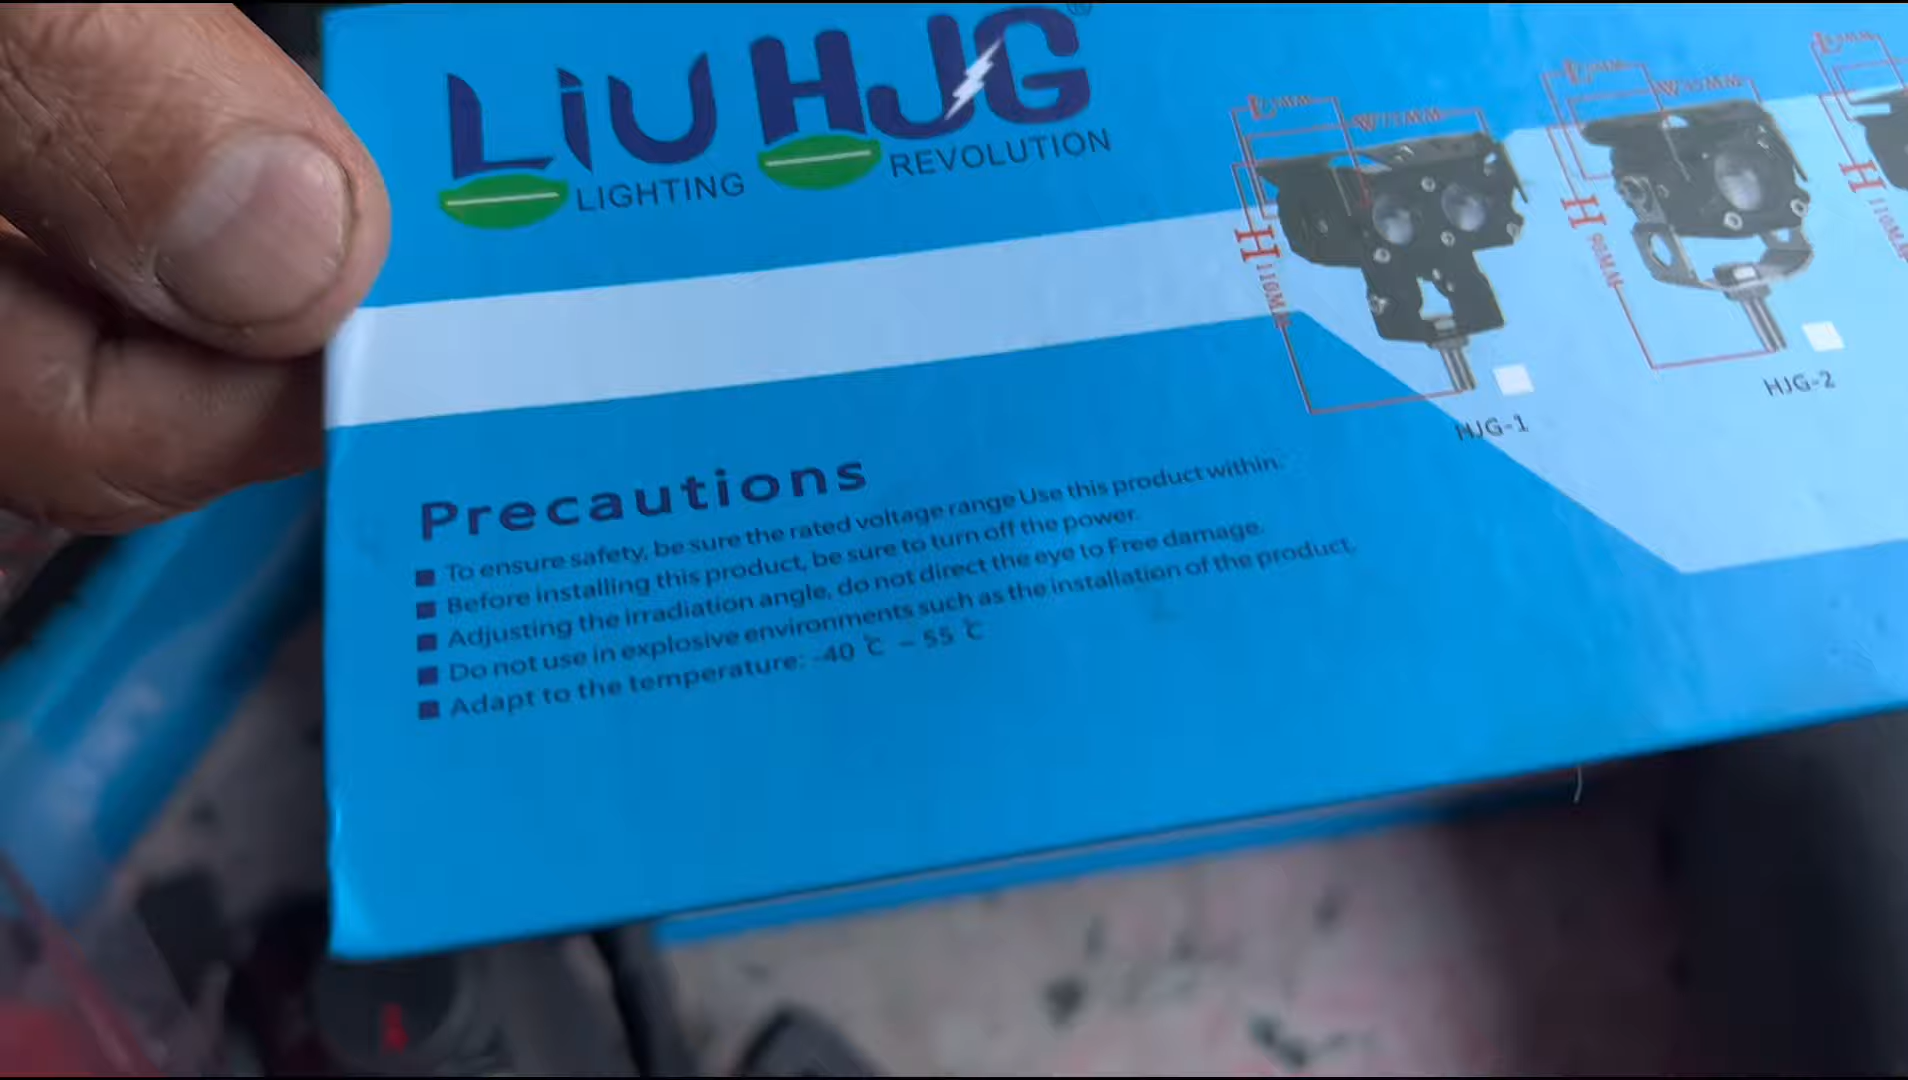 LiU HJG®
LIGHTING REVOLUTION
HJG-1
HJG-2
H 110MM
H 90MM
H 110MM
Precautions
To ensure safety, be sure the rated voltage range Use this product within.
Before installing this product, be sure to turn off the power.
Adjusting the irradiation angle, do not direct the eye to Free damage.
Do not use in explosive environments such as the installation of the product.
Adapt to the temperature: -40 ℃ – 55 ℃